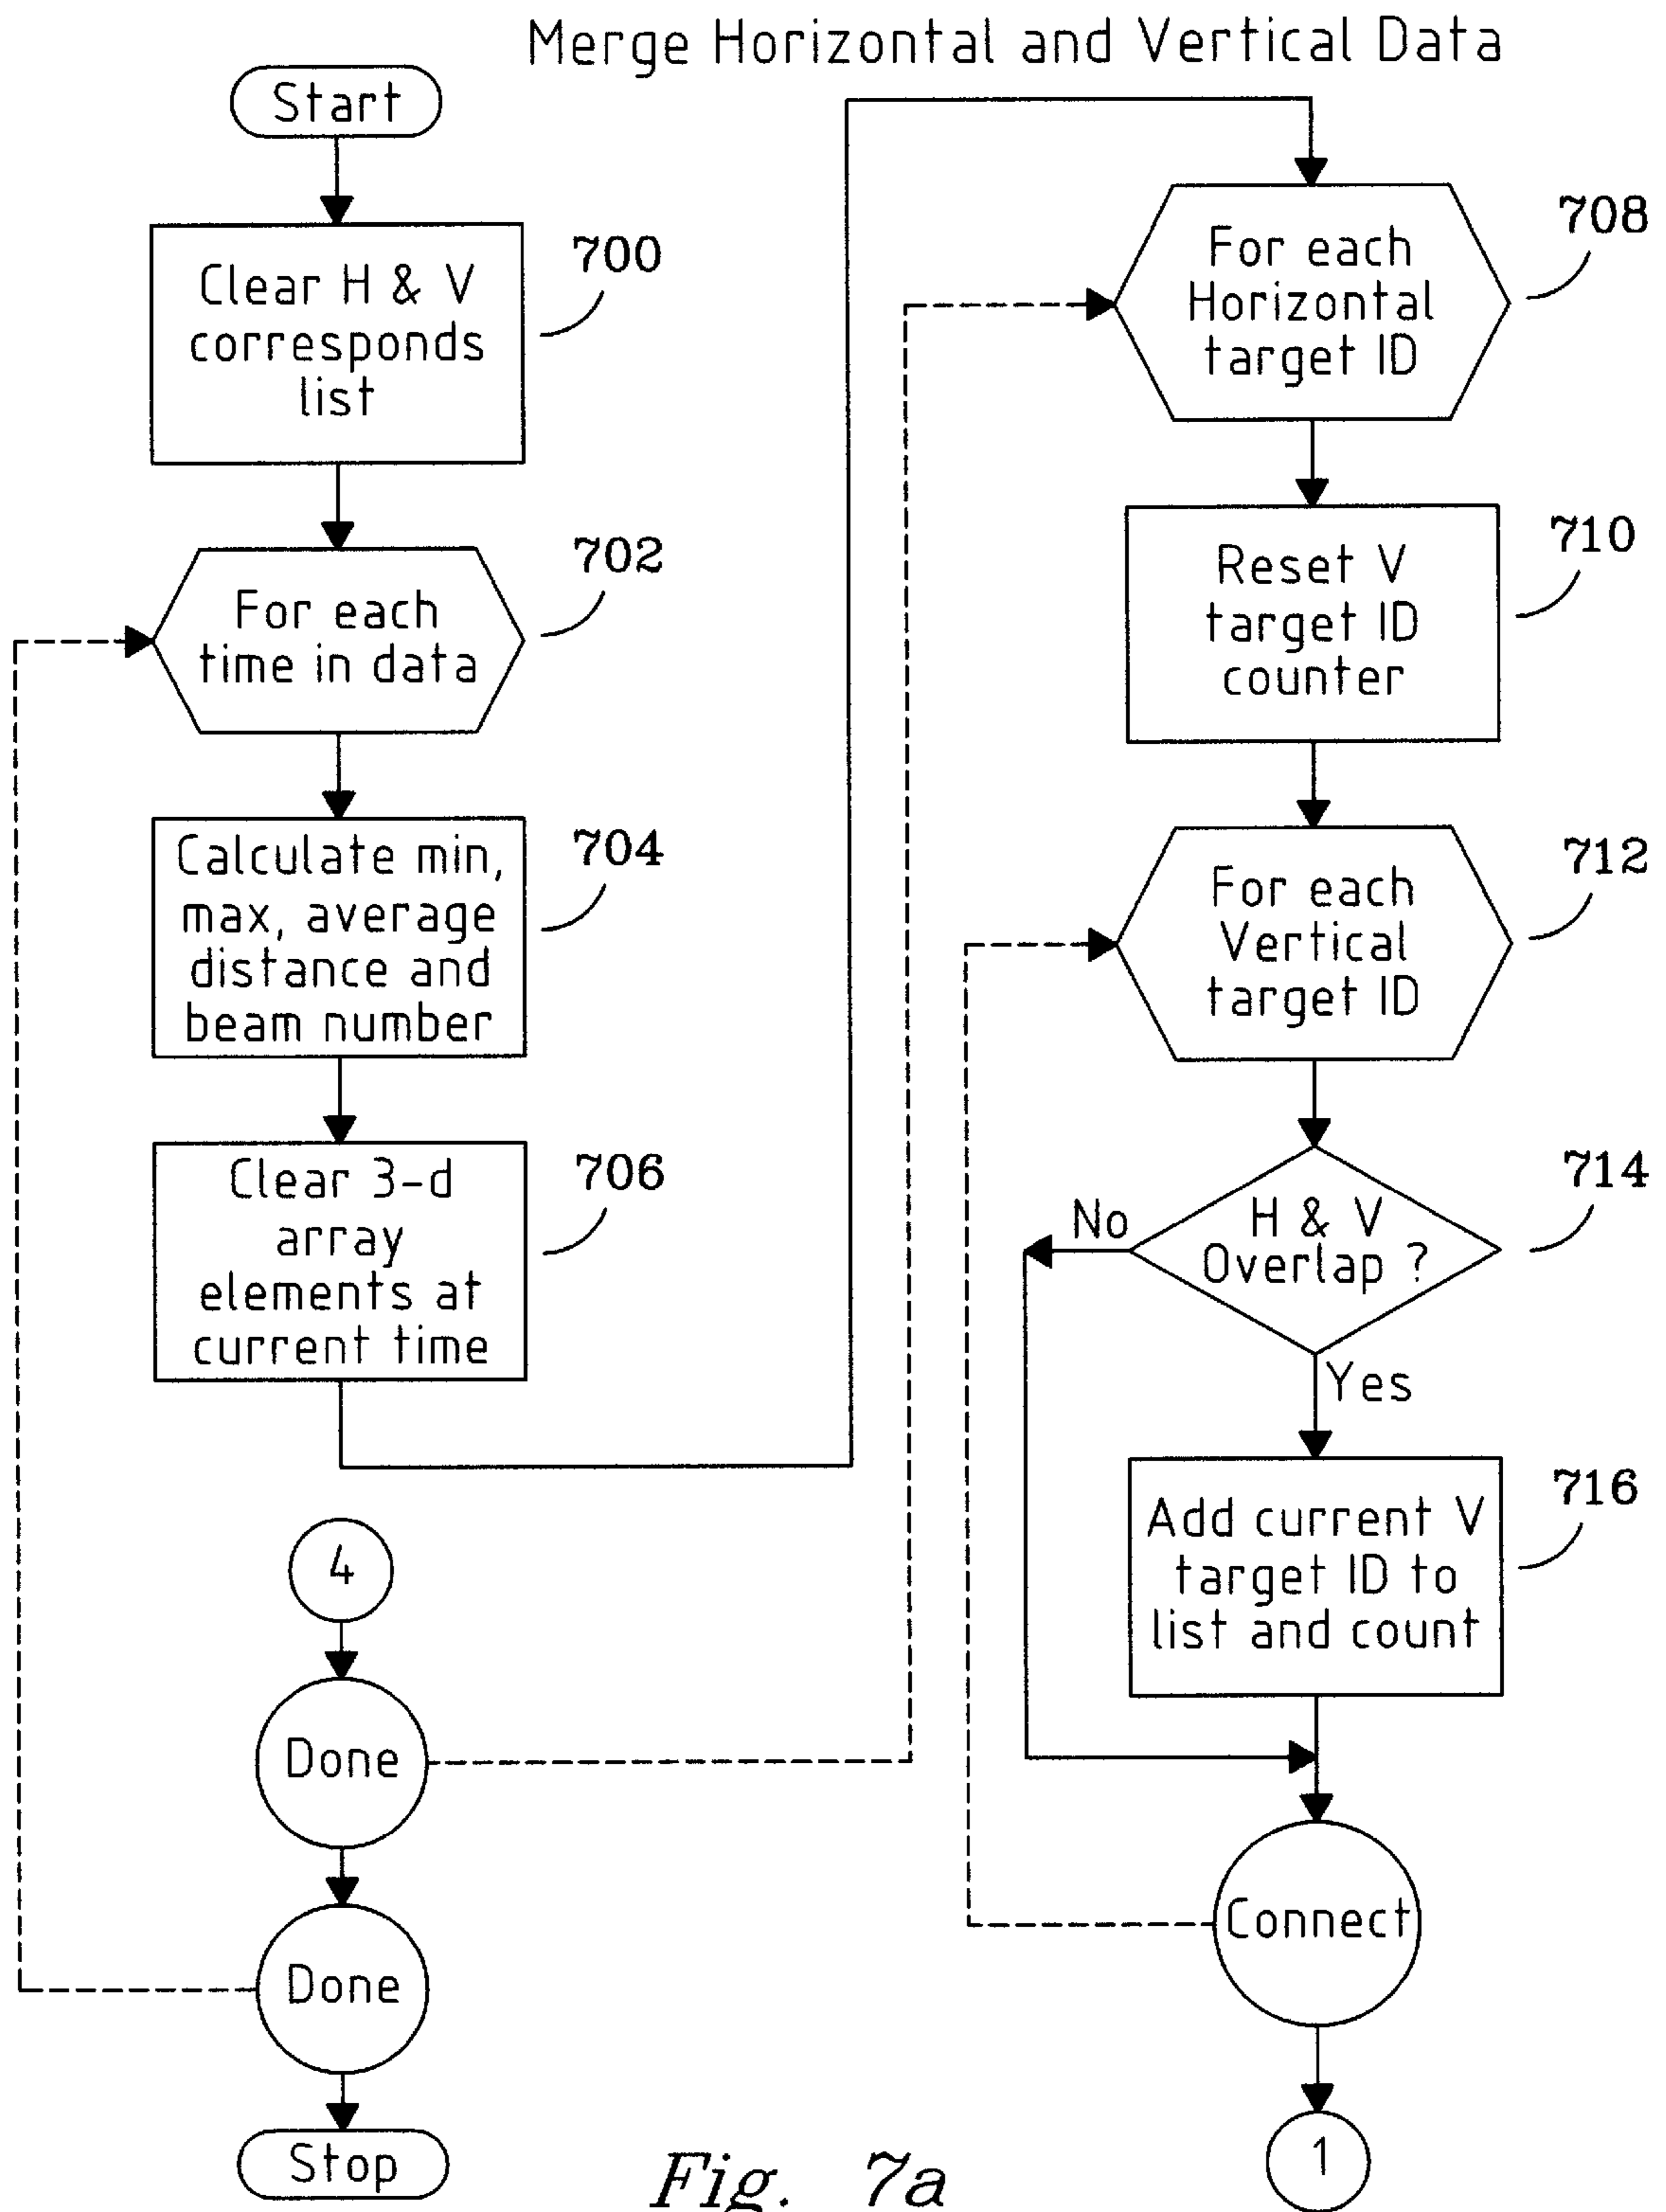 Merge Horizontal and Vertical Data
Start
Clear H & V
corresponds
list
700
For each
time in data
702
Calculate min,
max, average
distance and
beam number
704
Clear 3-d
array
elements at
current time
706
4
Done
Done
Stop
For each
Horizontal
target ID
708
Reset V
target ID
counter
710
For each
Vertical
target ID
712
H & V
Overlap ?
714
No
Yes
Add current V
target ID to
list and count
716
Connect
1
Fig. 7a